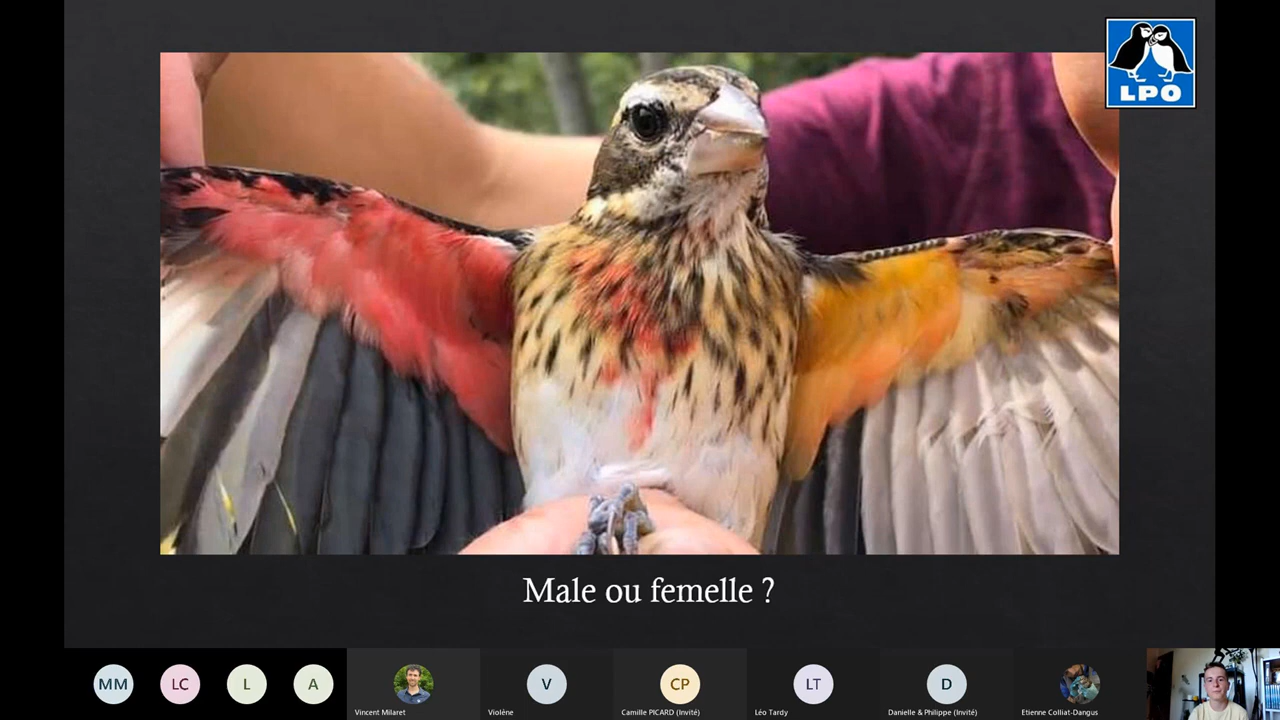 LPO
Male ou femelle ?
MM
LC
L
A
V
CP
LT
D
Vincent Milaret
Violène
Camille PICARD (Invité)
Léo Tardy
Danielle & Philippe (Invité)
Etienne Colliat-Dangus